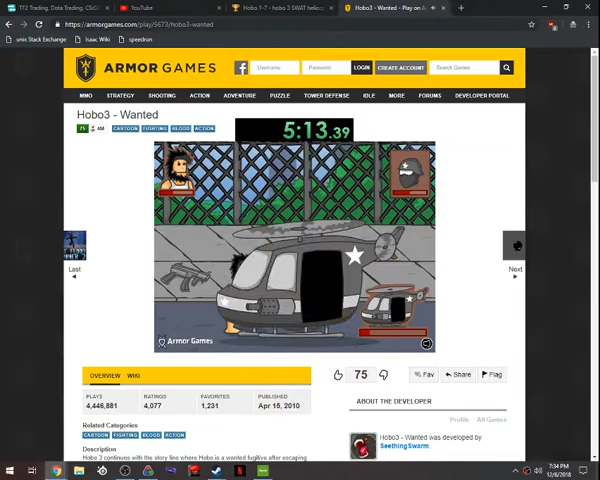 TF2 Trading, Dota Trading, CS:G
YouTube
Hobo 1-7 - hobo 3 SWAT helico
Hobo3 - Wanted - Play on A
https://armorgames.com/play/5673/hobo3-wanted
Unix Stack Exchange
Isaac Wiki
speedrun
ARMOR GAMES
Username
Password
LOGIN
CREATE ACCOUNT
Search Games
MMO STRATEGY SHOOTING ACTION ADVENTURE PUZZLE TOWER DEFENSE IDLE MORE FORUMS DEVELOPER PORTAL
Hobo3 - Wanted
75
CARTOON FIGHTING BLOOD ACTION
5:13.39
Last
Next
Armor Games
OVERVIEW WIKI
75
Fav
Share
Flag
PLAYS RATINGS FAVORITES PUBLISHED
4,446,881 4,077 1,231 Apr 15, 2010
ABOUT THE DEVELOPER
Profile All Games
Related Categories
CARTOON FIGHTING BLOOD ACTION
Hobo3 - Wanted was developed by
SeethingSwarm
Description
Hobo 3 continues with the story line where Hobo is a wanted fugitive after escaping
7:34 PM
12/6/2018